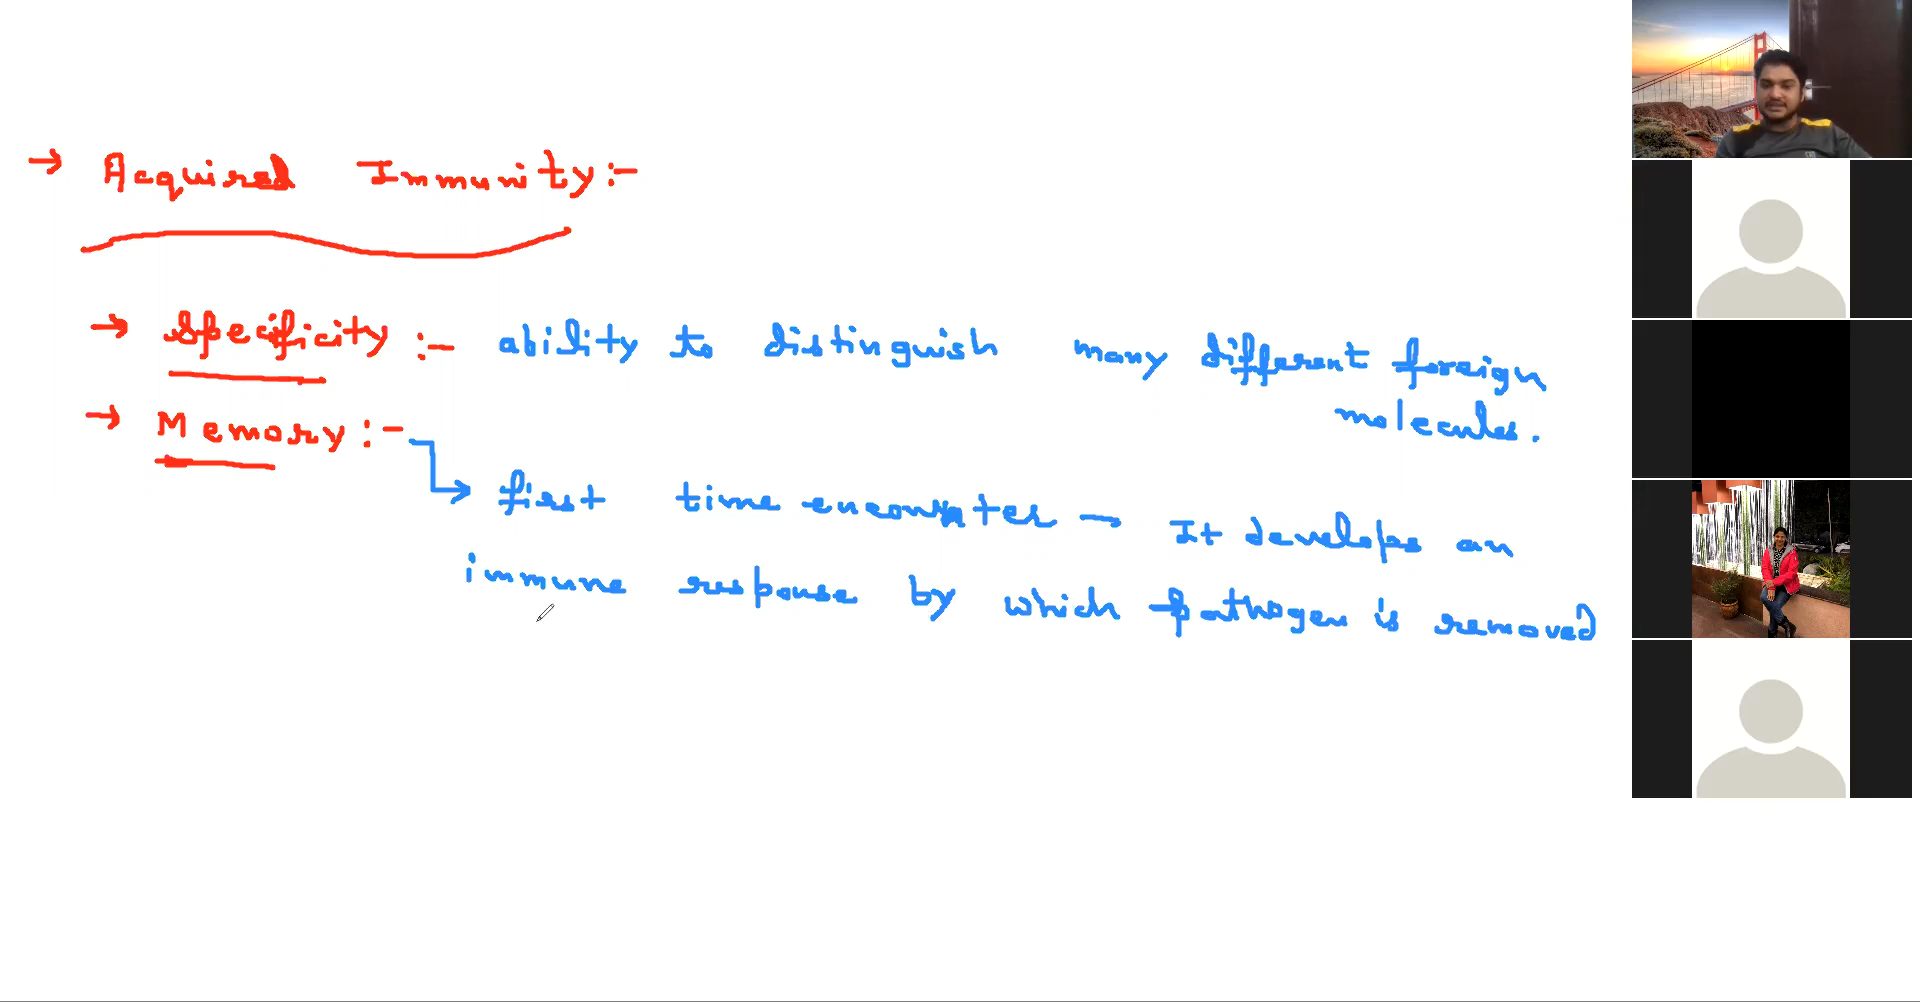 → Acquired Immunity:-
→ Specificity :- ability to distinguish many different foreign
molecules.
→ Memory:-
first time encounter - It develops an
immune response by which pathogen is removed